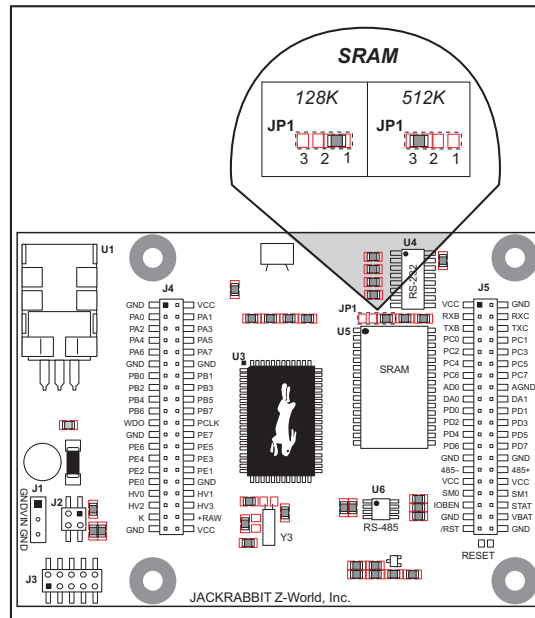 SRAM
128K 512K
JP1 JP1
3 2 1 3 2 1
U1
U4
RS-232
J4
J5
GND VCC
PA0 PA1
PA2 PA3
PA4 PA5
PA6 PA7
GND GND
PB0 PB1
PB2 PB3
PB4 PB5
PB6 PB7
WDO PCLK
GND PE7
PE6 PE5
PE4 PE3
PE2 PE1
PE0 GND
HV0 HV1
HV2 HV3
K +RAW
GND VCC
JP1
U5
SRAM
U3
VCC GND
RXB RXC
TXB TXC
PC0 PC1
PC2 PC3
PC4 PC5
PC6 PC7
AD0 AGND
DA0 DA1
PD0 PD1
PD2 PD3
PD4 PD5
PD6 PD7
GND GND
485– 485+
VCC VCC
SM0 SM1
IOBEN STAT
GND VBAT
/RST GND
RESET
U6
RS-485
Y3
J1
GND VIN GND
J2
J3
JACKRABBIT Z-World, Inc.